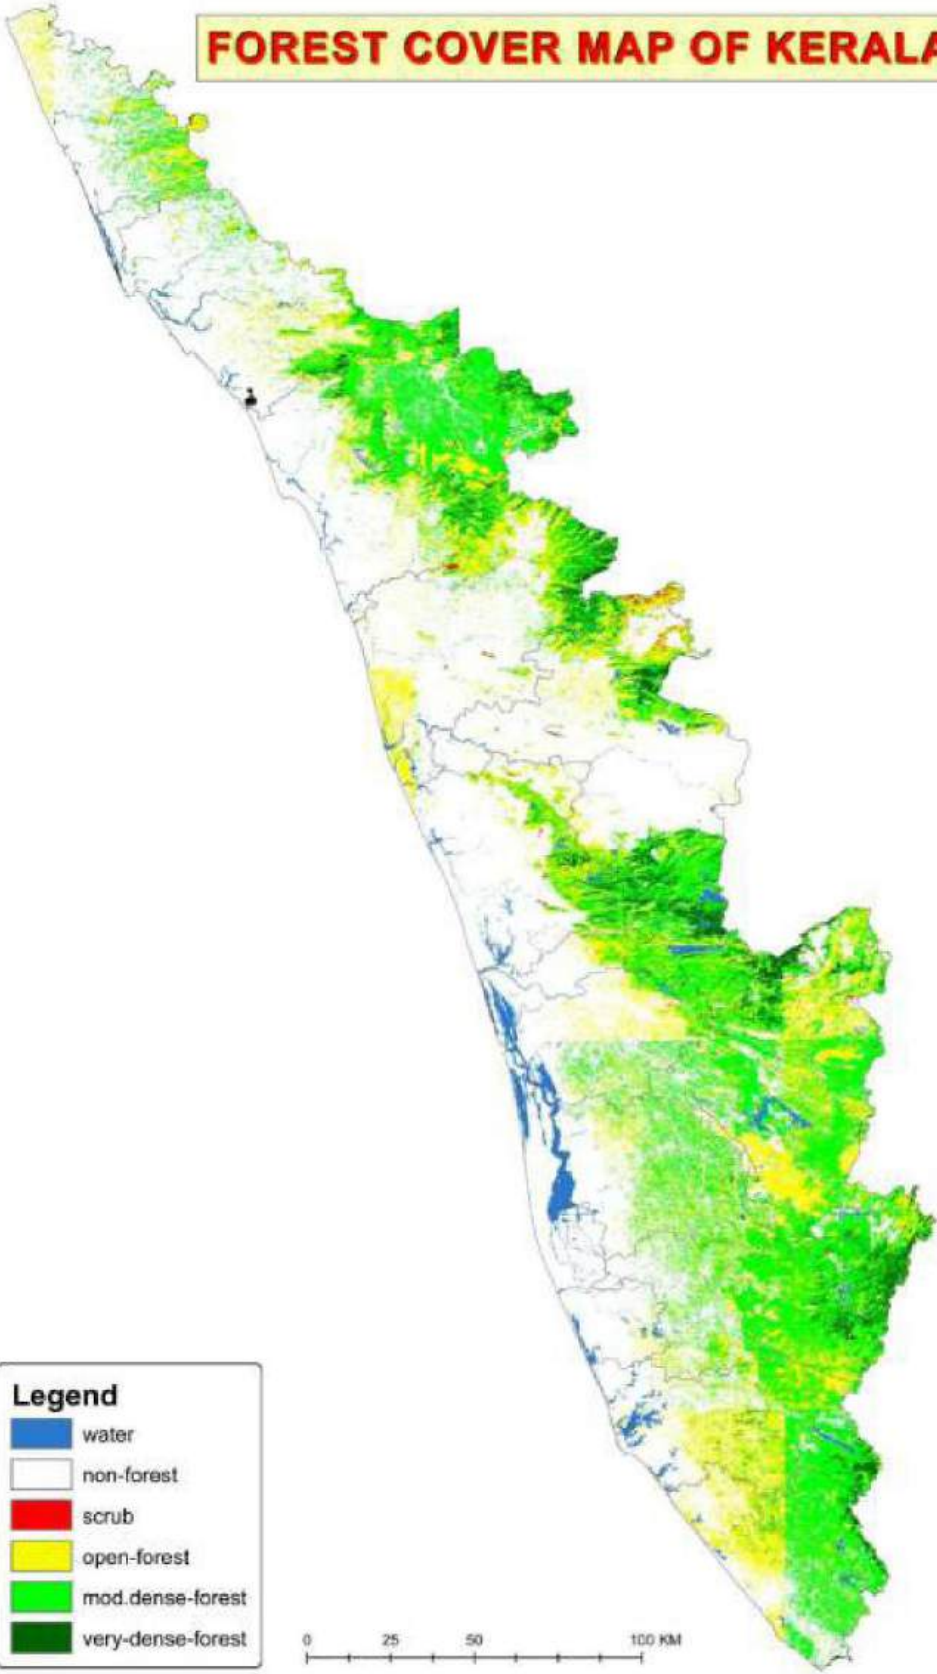 FOREST COVER MAP OF KERALA
Legend
water
non-forest
scrub
open-forest
mod.dense-forest
very-dense-forest
0 25 50 100 KM